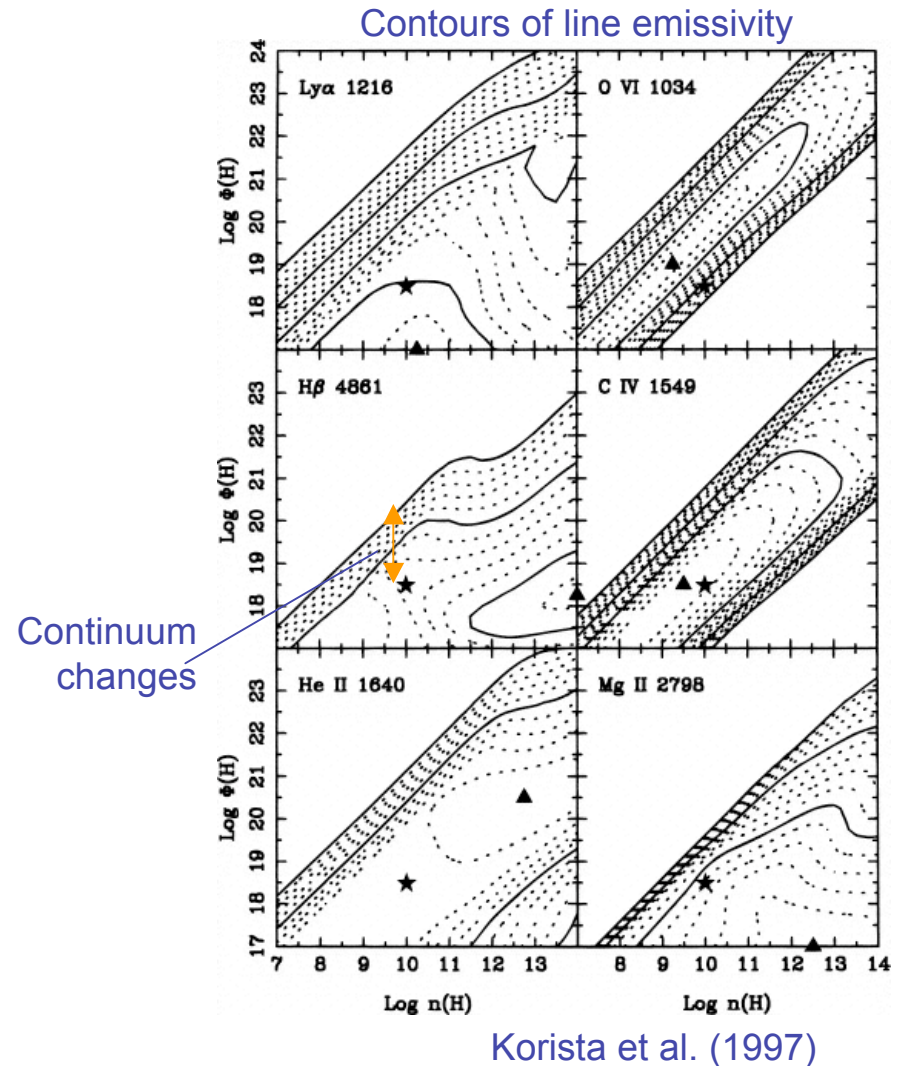 Contours of line emissivity
24
23
22
21
20
19
18
Log Φ(H)
Lyα 1216
O VI 1034
23
22
21
20
19
18
Log Φ(H)
Hβ 4861
C IV 1549
Continuum
changes
23
22
21
20
19
18
17
Log Φ(H)
He II 1640
Mg II 2798
7 8 9 10 11 12 13 8 9 10 11 12 13 14
Log n(H) Log n(H)
Korista et al. (1997)